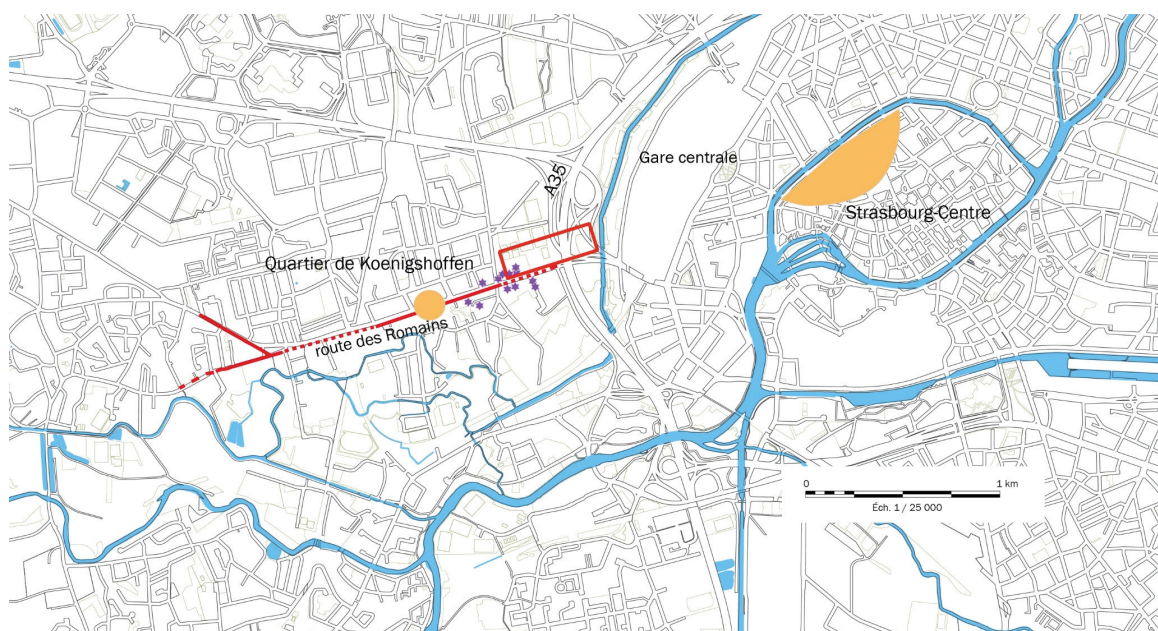 Gare centrale
A35
Strasbourg-Centre
Quartier de Koenigshoffen
route des Romains
0 1 km
Éch. 1 / 25 000